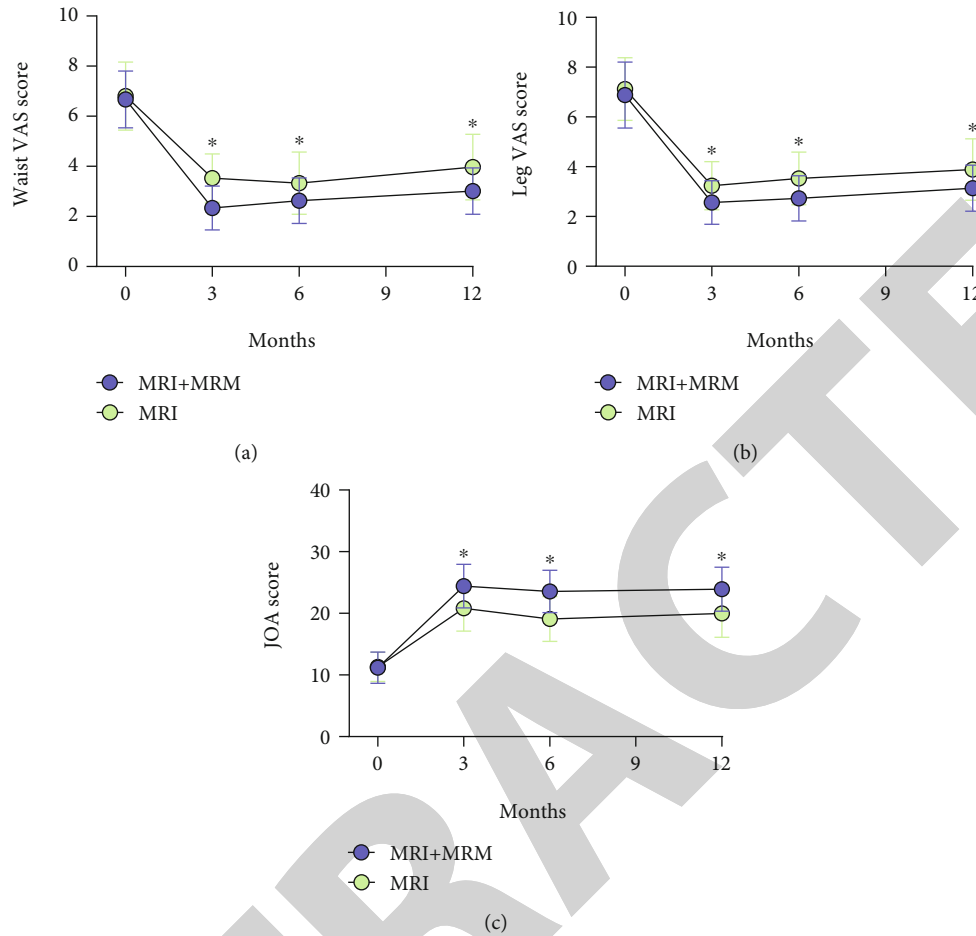 10
8
6
4
2
0
Waist VAS score
* * *
0 3 6 9 12
Months
MRI+MRM
MRI
(a)
10
8
6
4
2
0
Leg VAS score
* * *
0 3 6 9 12
Months
MRI+MRM
MRI
(b)
40
30
20
10
0
JOA score
* * *
0 3 6 9 12
Months
MRI+MRM
MRI
(c)
RACTE